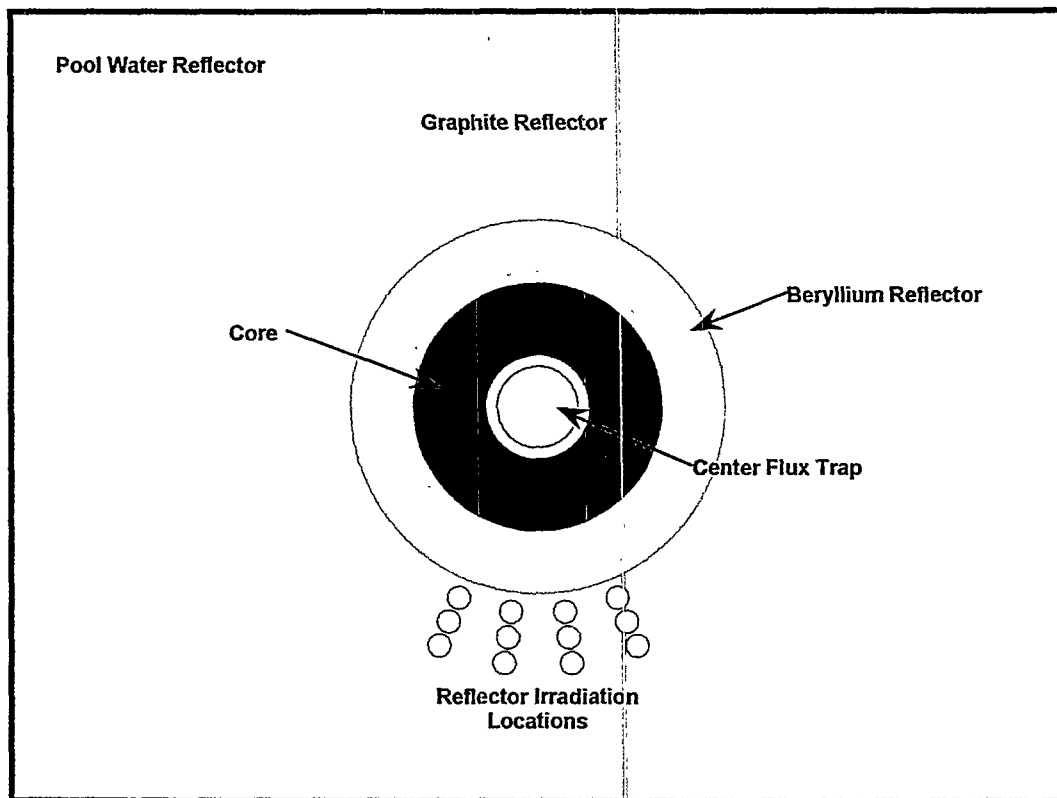 Pool Water Reflector
Graphite Reflector
Beryllium Reflector
Core
Center Flux Trap
Reflector Irradiation
Locations